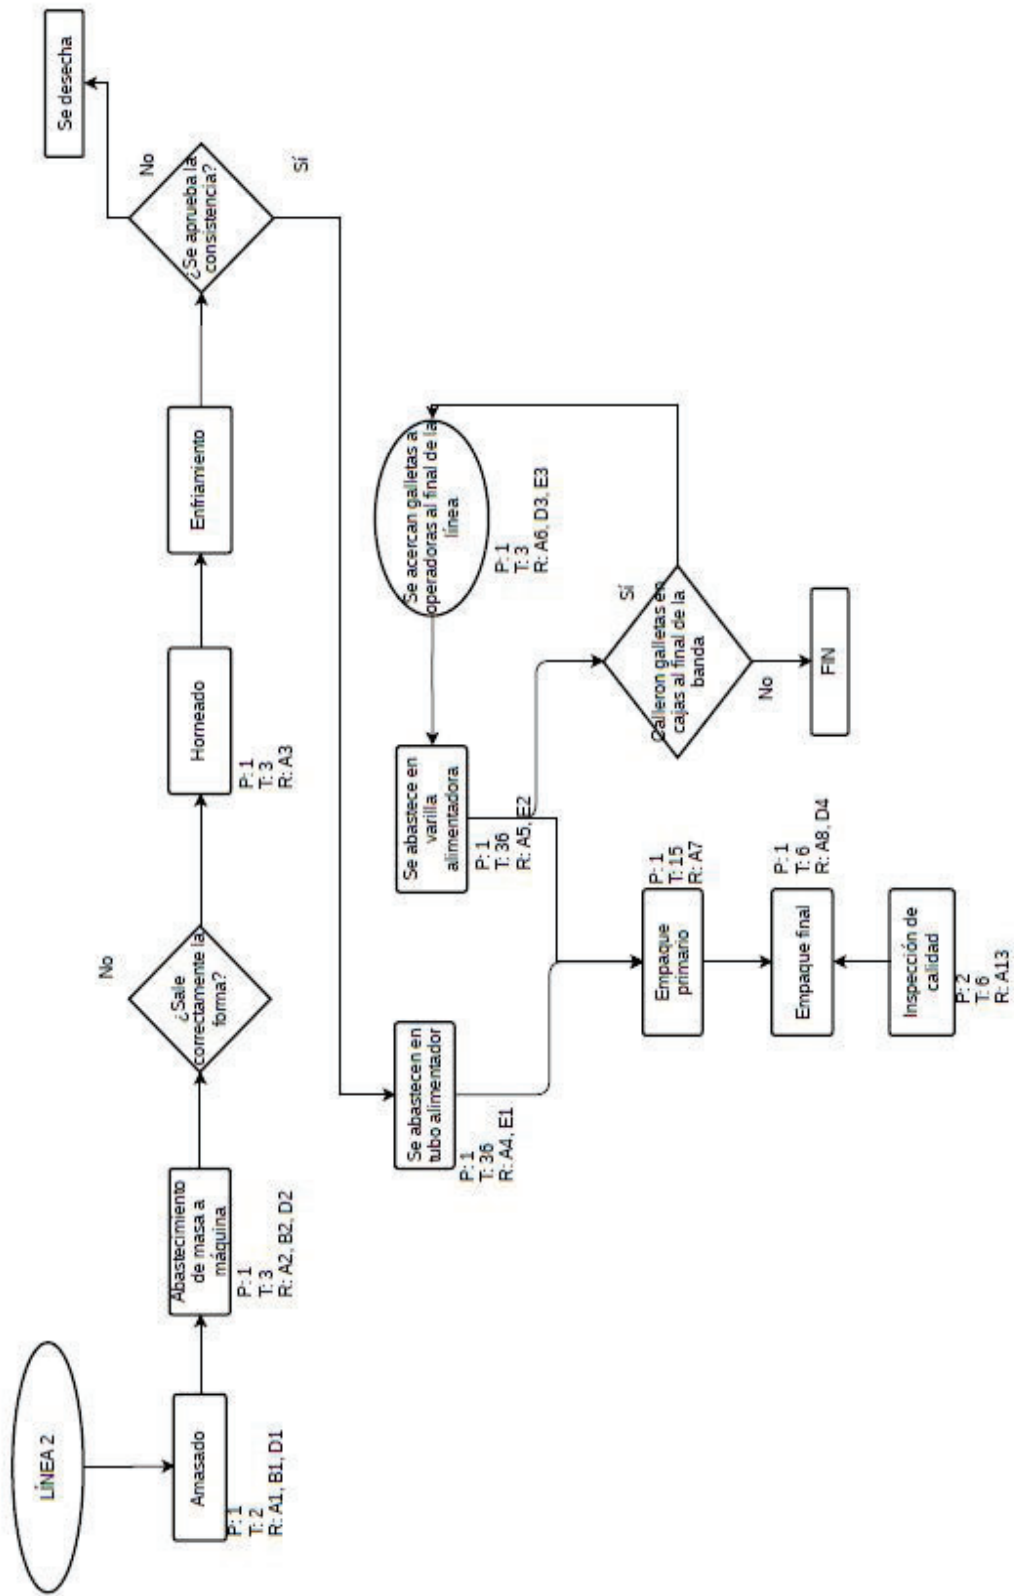 LÍNEA 2
Amasado
P: 1
T: 2
R: A1, B1, D1
Abastecimiento
de masa a
máquina
P: 1
T: 3
R: A2, B2, D2
¿Sale
correctamente la
forma?
No
Horneado
P: 1
T: 3
R: A3
Enfriamiento
¿Se aprueba la
consistencia?
No
Se desecha
Sí
Se abastecen en
tubo alimentador
P: 1
T: 36
R: A4, E1
Se abastece en
varilla
alimentadora
P: 1
T: 36
R: A5, E2
Se acercan galletas a
operadoras al final de la
línea
P: 1
T: 3
R: A6, D3, E3
Calleron galletas en
cajas al final de la
banda
Sí
No
FIN
Empaque
primario
P: 1
T: 15
R: A7
Empaque final
P: 1
T: 6
R: A8, D4
Inspección de
calidad
P: 2
T: 6
R: A13